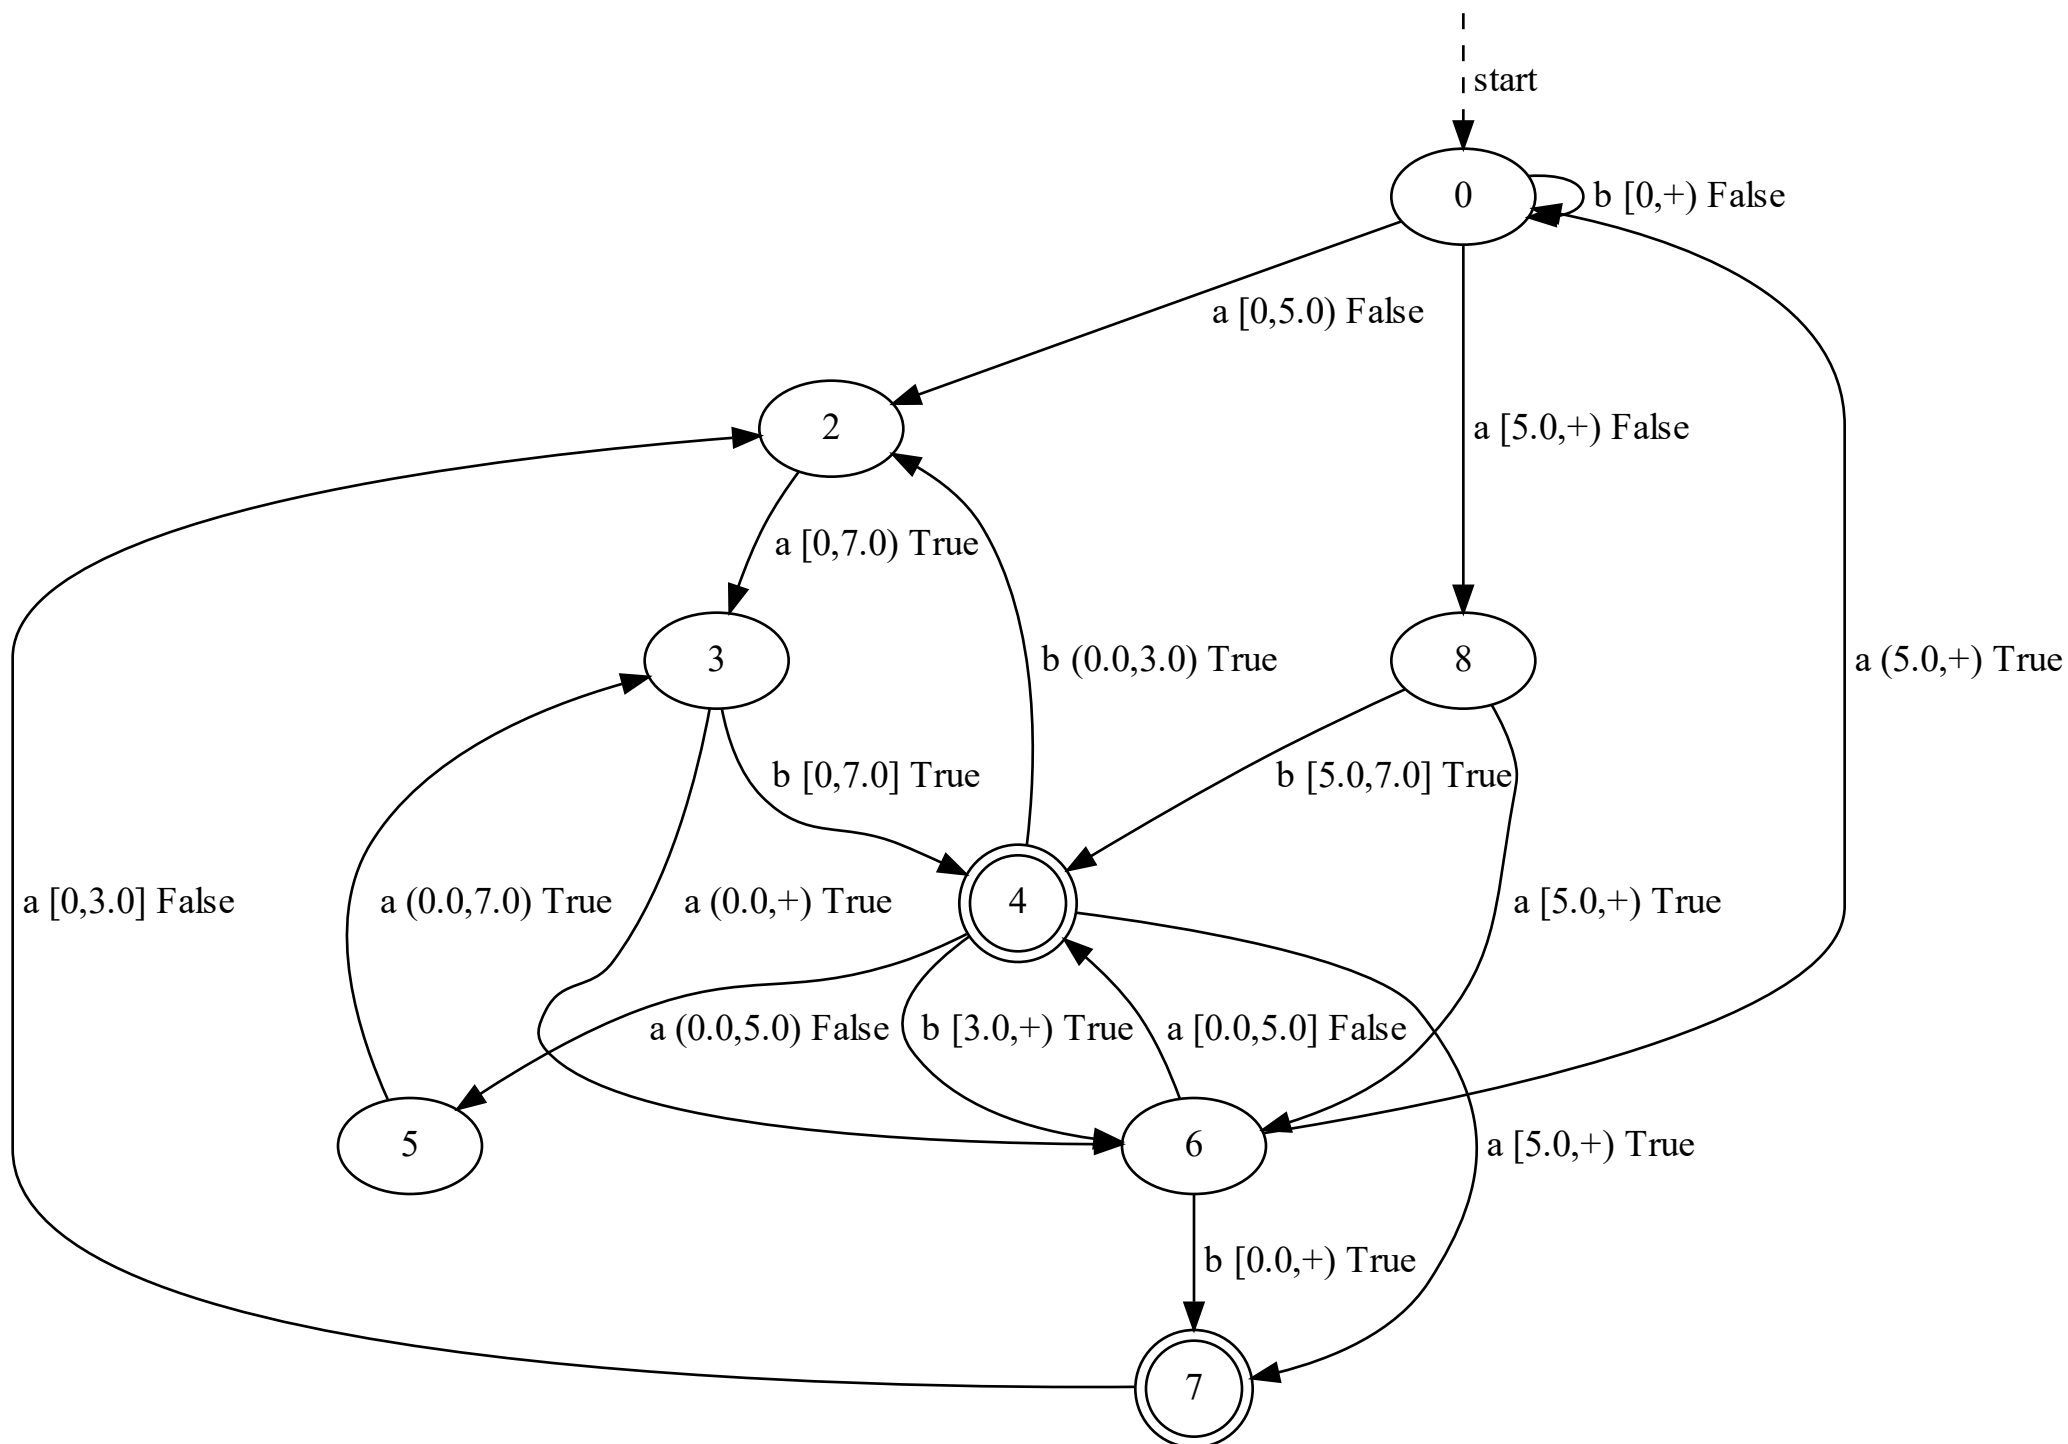 start
0
b [0,+) False
a [0,5.0) False
2
a [5.0,+) False
a [0,7.0) True
3
b (0.0,3.0) True
8
a (5.0,+) True
b [0,7.0] True
b [5.0,7.0] True
a [0,3.0] False
a (0.0,7.0) True
a (0.0,+) True
4
a [5.0,+) True
a (0.0,5.0) False
b [3.0,+) True
a [0.0,5.0] False
5
6
a [5.0,+) True
b [0.0,+) True
7